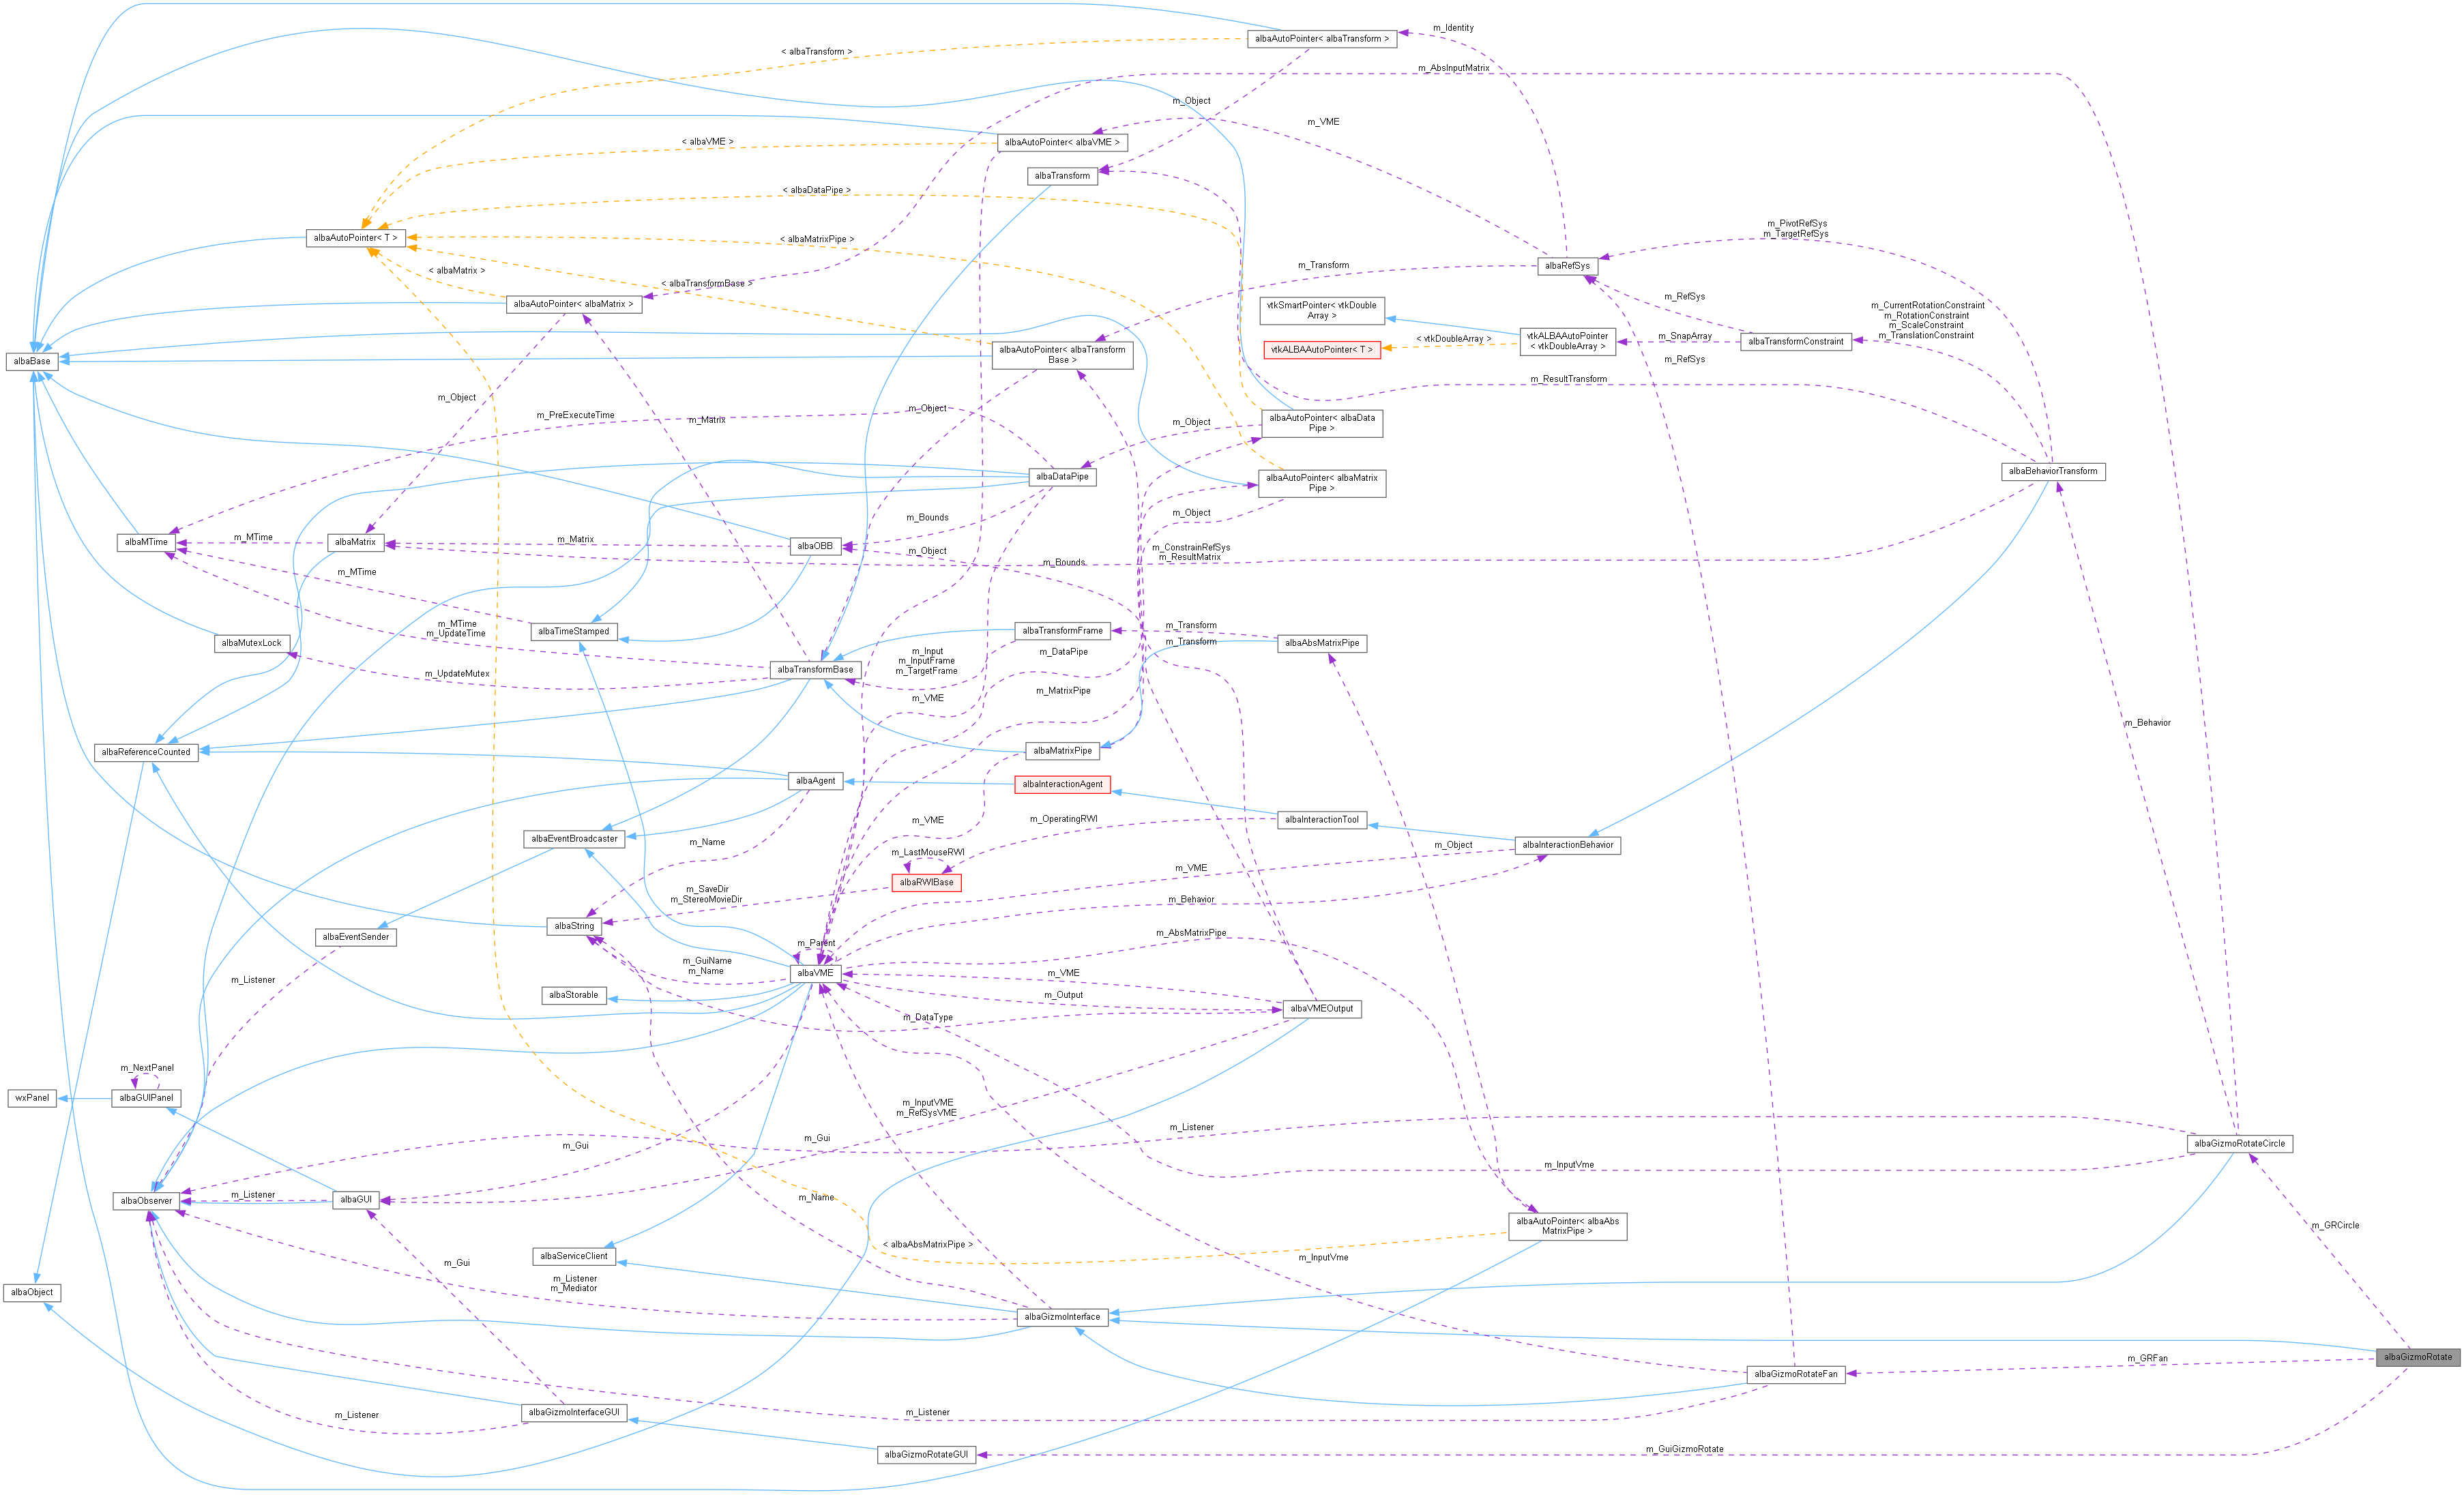 m_Identity
albaAutoPointer< albaTransform >
< albaTransform >
m_AbsInputMatrix
m_Object
m_VME
albaAutoPointer< albaVME >
< albaVME >
albaTransform
< albaDataPipe >
m_PivotRefSys
m_TargetRefSys
albaAutoPointer< T >
< albaMatrixPipe >
m_Transform
albaRefSys
< albaMatrix >
< albaTransformBase >
m_RefSys
albaAutoPointer< albaMatrix >
vtkSmartPointer< vtkDouble
Array >
m_CurrentRotationConstraint
m_RotationConstraint
m_ScaleConstraint
m_TranslationConstraint
m_SnapArray
vtkALBAAutoPointer
< vtkDoubleArray >
< vtkDoubleArray >
albaTransformConstraint
vtkALBAAutoPointer< T >
albaAutoPointer< albaTransform
Base >
albaBase
m_RefSys
m_ResultTransform
m_Object
m_PreExecuteTime
m_Object
m_Matrix
m_Object
albaAutoPointer< albaData
Pipe >
albaBehaviorTransform
albaDataPipe
albaAutoPointer< albaMatrix
Pipe >
m_Bounds
m_Object
m_MTime
albaMTime
albaMatrix
m_Matrix
albaOBB
m_Object
m_ConstrainRefSys
m_ResultMatrix
m_Bounds
m_MTime
m_MTime
m_UpdateTime
albaTimeStamped
albaMutexLock
albaTransformFrame
m_Transform
albaAbsMatrixPipe
m_Transform
m_Input
m_InputFrame
m_TargetFrame
m_DataPipe
albaTransformBase
m_UpdateMutex
m_MatrixPipe
m_VME
m_Behavior
albaReferenceCounted
albaMatrixPipe
albaAgent
albaInteractionAgent
m_VME
m_OperatingRWI
albaInteractionTool
albaEventBroadcaster
m_Name
m_LastMouseRWI
m_Object
albaInteractionBehavior
m_VME
albaRWIBase
m_SaveDir
m_StereoMovieDir
m_Behavior
albaString
albaEventSender
m_AbsMatrixPipe
m_Parent
m_GuiName
m_Name
albaVME
m_VME
m_Listener
albaStorable
m_Output
albaVMEOutput
m_DataType
m_NextPanel
wxPanel
albaGUIPanel
m_InputVME
m_RefSysVME
m_Gui
m_Gui
m_Listener
albaGizmoRotateCircle
m_InputVme
albaObserver
m_Listener
albaGUI
m_Name
albaAutoPointer< albaAbs
MatrixPipe >
m_GRCircle
< albaAbsMatrixPipe >
albaServiceClient
m_Gui
m_InputVme
m_Listener
m_Mediator
albaObject
albaGizmoInterface
m_GRFan
albaGizmoRotate
albaGizmoRotateFan
albaGizmoInterfaceGUI
m_Listener
m_Listener
m_GuiGizmoRotate
albaGizmoRotateGUI